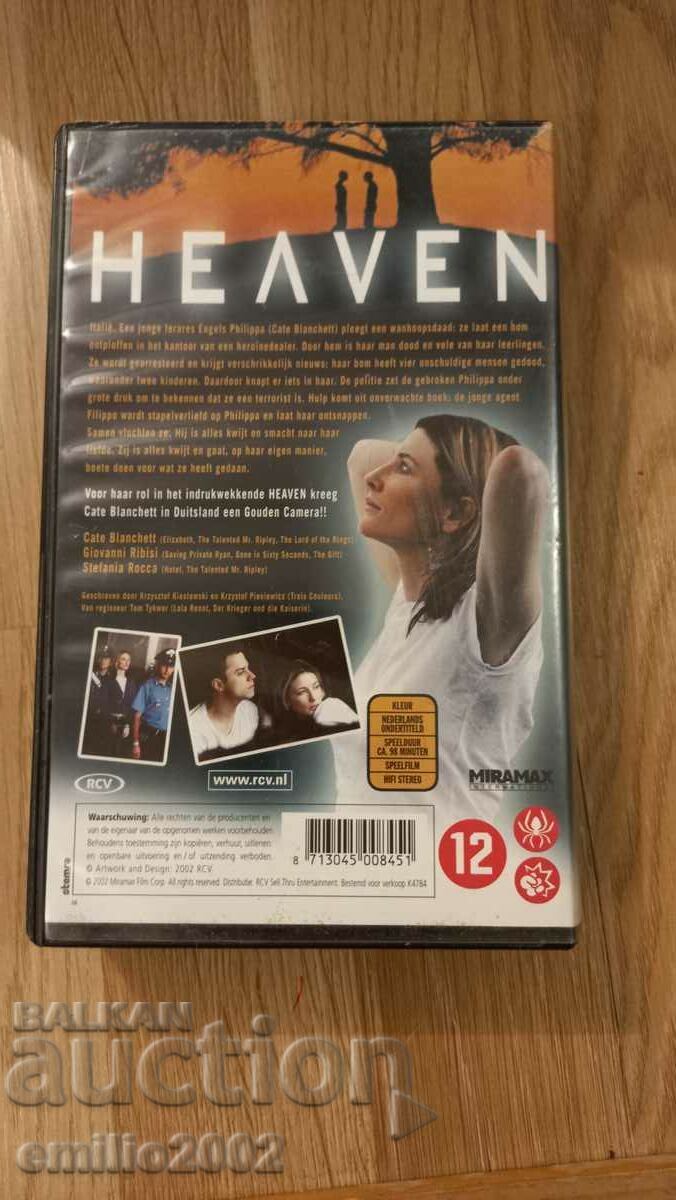 HEAVEN
Italië. Een jonge lerares Engels Philippa (Cate Blanchett) pleegt een wanhoopsdaad: ze laat een bom
ontploffen in het kantoor van een heroïnedealer. Door hem is haar man dood en vele van haar leerlingen.
Ze wordt gearresteerd en krijgt verschrikkelijk nieuws: haar bom heeft vier onschuldige mensen gedood,
waaronder twee kinderen. Daardoor knapt er iets in haar. De politie zet de gebroken Philippa onder
grote druk om te bekennen dat ze een terrorist is. Hulp komt uit onverwachte hoek: de jonge agent
Filippo wordt stapelverliefd op Philippa en laat haar ontsnappen.
Samen vluchten ze. Hij is alles kwijt en smacht naar haar
liefde. Zij is alles kwijt en gaat, op haar eigen manier,
boete doen voor wat ze heeft gedaan.
Voor haar rol in het indrukwekkende HEAVEN kreeg
Cate Blanchett in Duitsland een Gouden Camera!!
Cate Blanchett (Elizabeth, The Talented Mr. Ripley, The Lord of the Rings)
Giovanni Ribisi (Saving Private Ryan, Gone in Sixty Seconds, The Gift)
Stefania Rocca (Hotel, The Talented Mr. Ripley)
Geschreven door Krzysztof Kieslowski en Krzystof Piesiewitz (Trois Couleurs).
Van regisseur Tom Tykwer (Lola Rennt, Der Krieger und die Kaiserin).
KLEUR
NEDERLANDS
ONDERTITELD
SPEELDUUR
CA. 98 MINUTEN
SPEELFILM
HIFI STEREO
RCV
www.rcv.nl
MIRAMAX
INTERNATIONAL
Waarschuwing: Alle rechten van de producenten en
van de eigenaar van de opgenomen werken voorbehouden.
Behoudens toestemming zijn kopiëren, verhuur, uitlenen
en openbare uitvoering en/of uitzending verboden.
© Artwork and Design: 2002 RCV
© 2002 Miramax Film Corp. All rights reserved. Distributie: RCV Sell Thru Entertainment. Bestemd voor verkoop K4784
8 713045 008451
12
stemra
BALKAN
auction
emilio2002